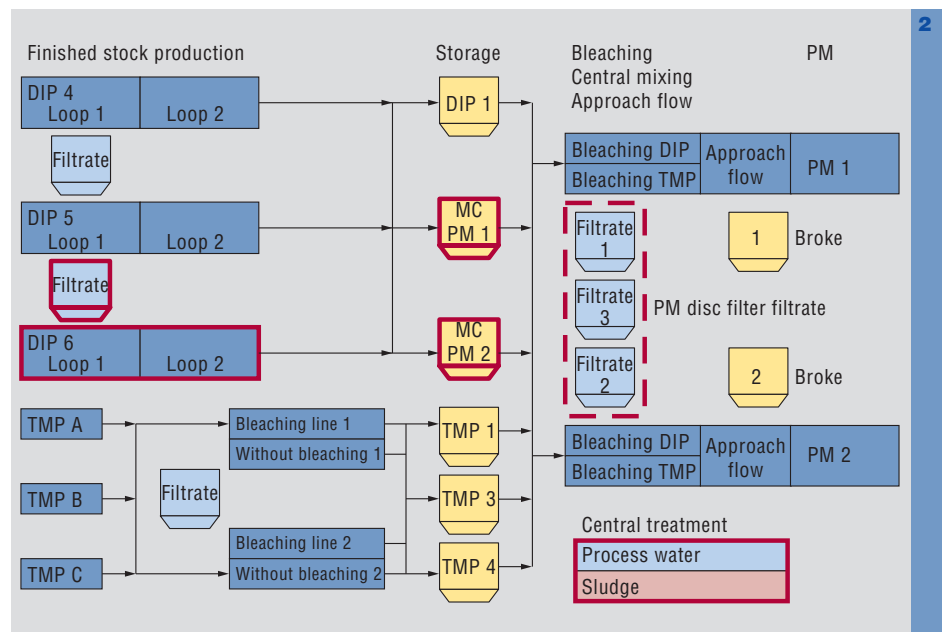 2
Finished stock production
Storage
Bleaching
Central mixing
Approach flow
PM
DIP 4
Loop 1
Loop 2
Filtrate
DIP 5
Loop 1
Loop 2
Filtrate
DIP 6
Loop 1
Loop 2
TMP A
TMP B
TMP C
Filtrate
Bleaching line 1
Without bleaching 1
Bleaching line 2
Without bleaching 2
DIP 1
MC
PM 1
MC
PM 2
TMP 1
TMP 3
TMP 4
Bleaching DIP
Bleaching TMP
Approach
flow
PM 1
Filtrate
1
Filtrate
3
Filtrate
2
1
Broke
PM disc filter filtrate
2
Broke
Bleaching DIP
Bleaching TMP
Approach
flow
PM 2
Central treatment
Process water
Sludge